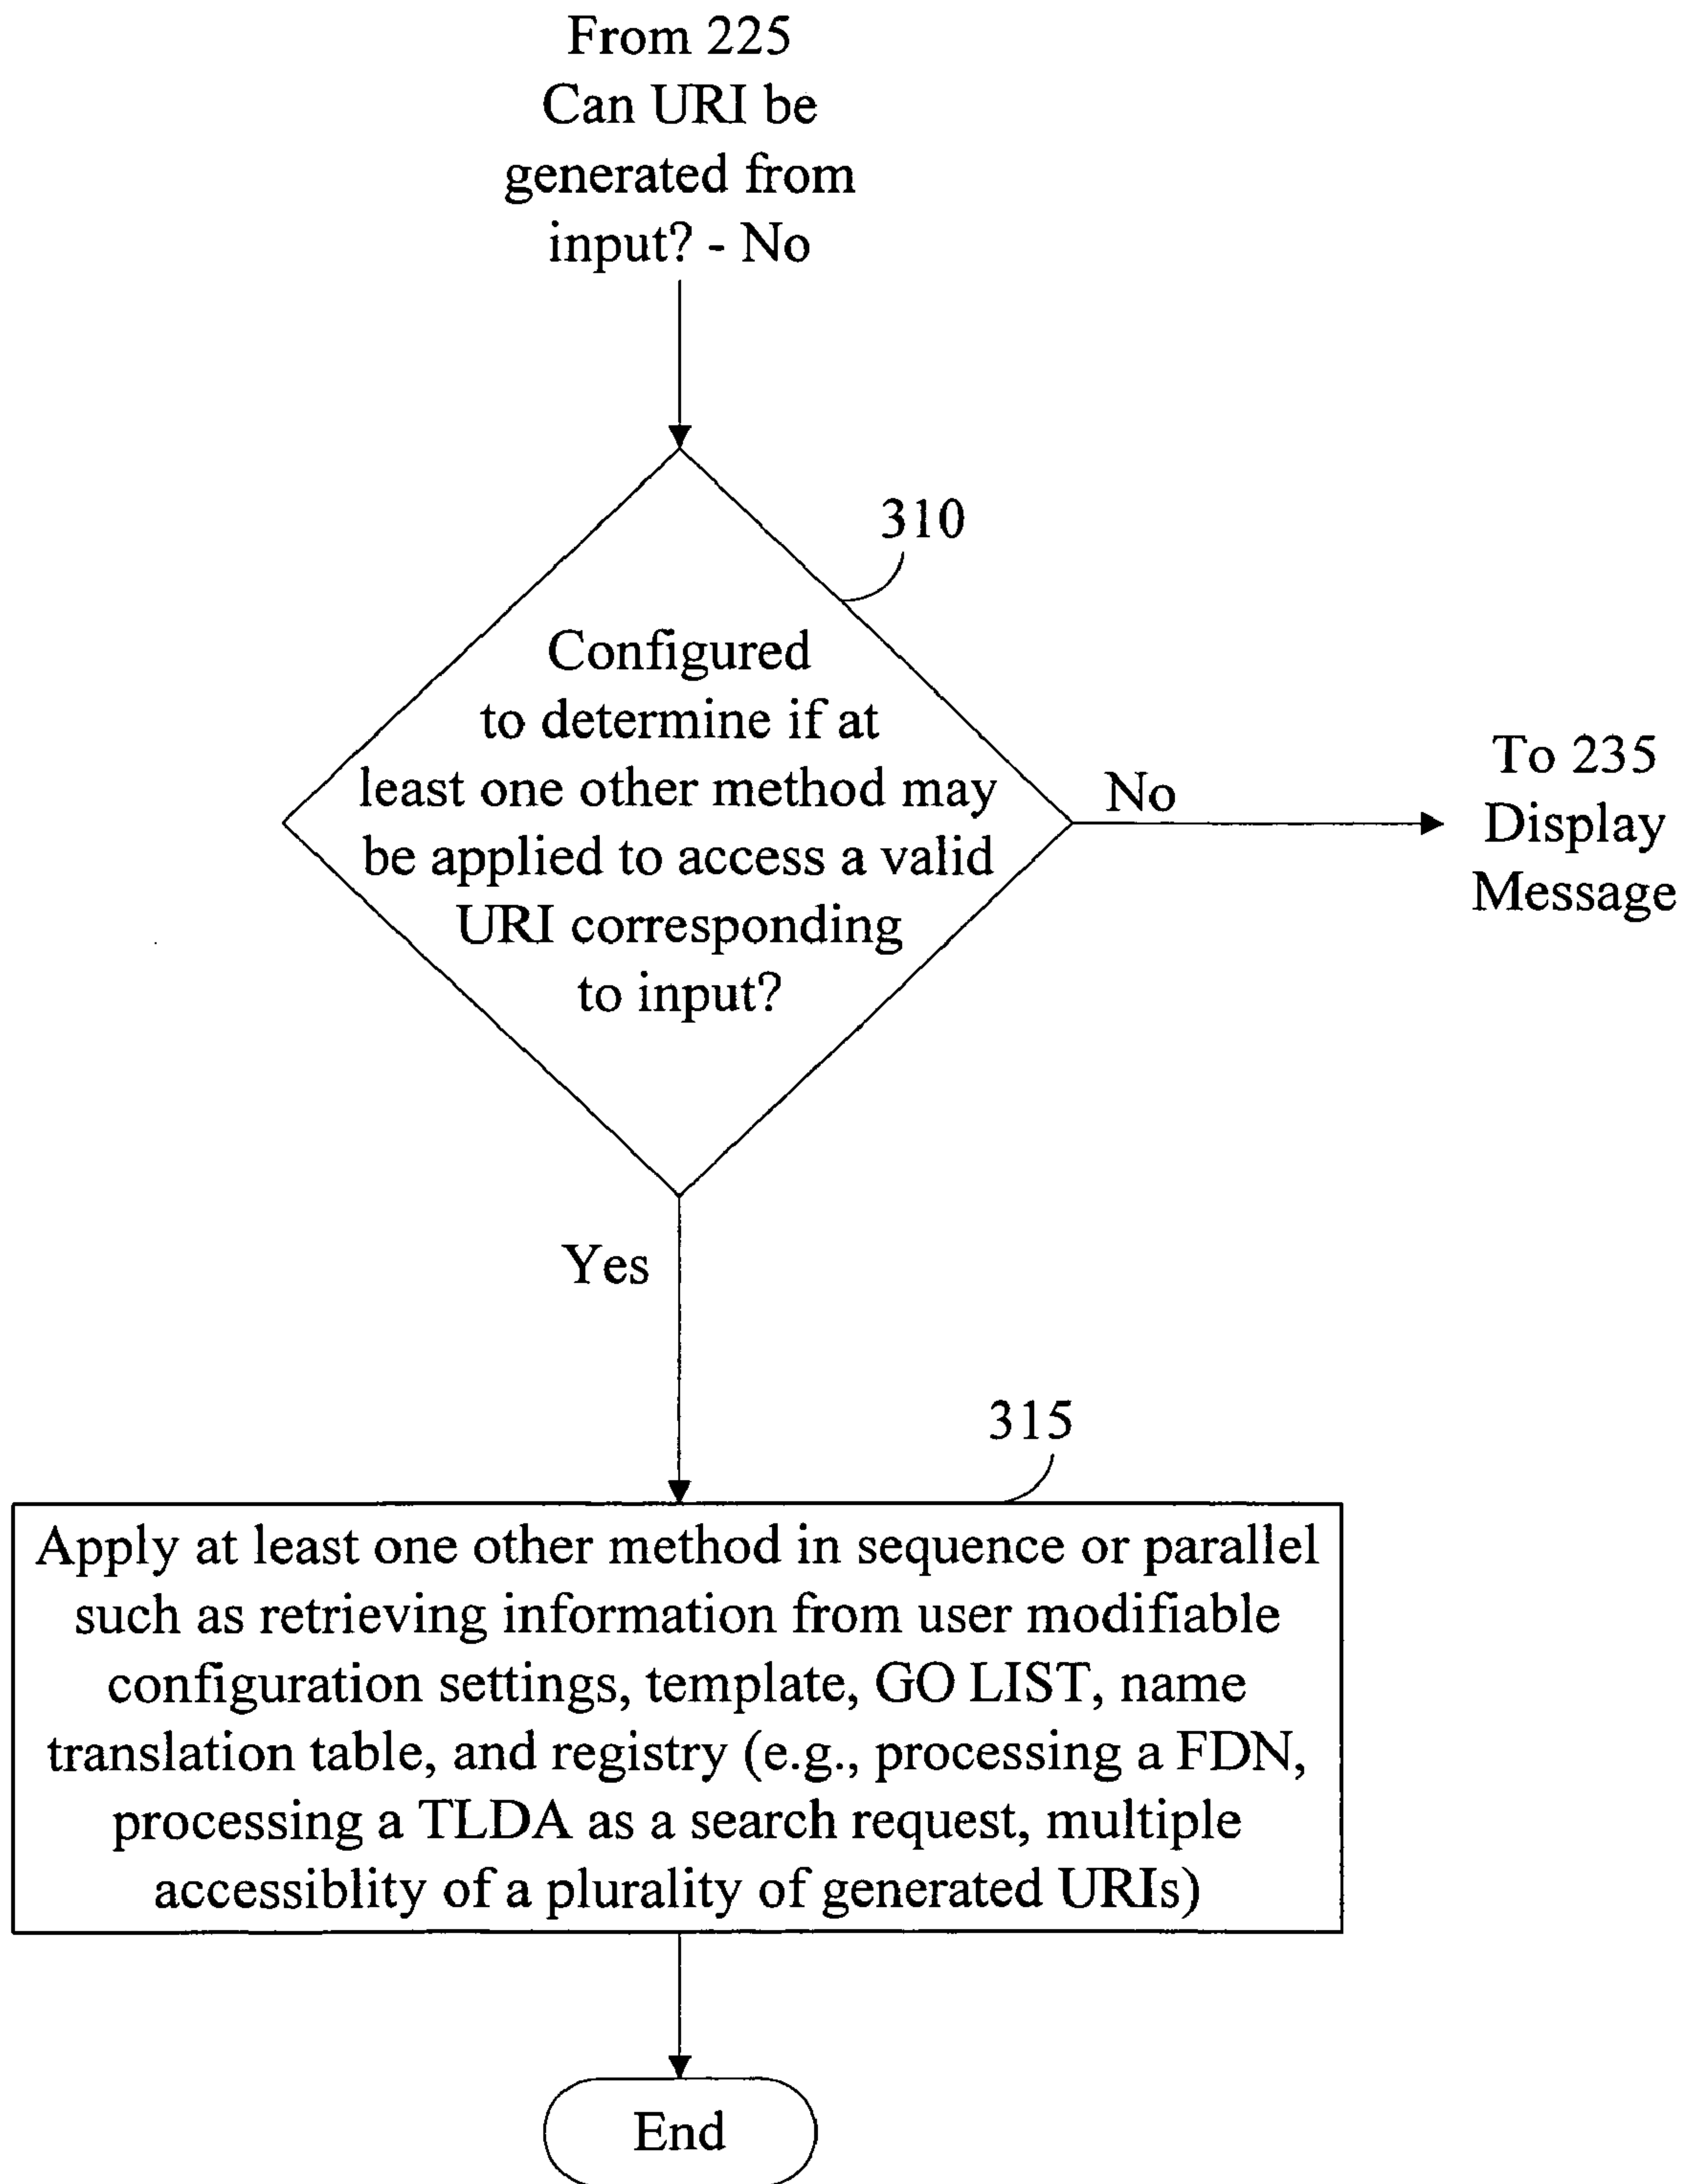 From 225
Can URI be
generated from
input? - No
310
Configured
to determine if at
least one other method may
be applied to access a valid
URI corresponding
to input?
No
To 235
Display
Message
Yes
315
Apply at least one other method in sequence or parallel
such as retrieving information from user modifiable
configuration settings, template, GO LIST, name
translation table, and registry (e.g., processing a FDN,
processing a TLDA as a search request, multiple
accessiblity of a plurality of generated URIs)
End